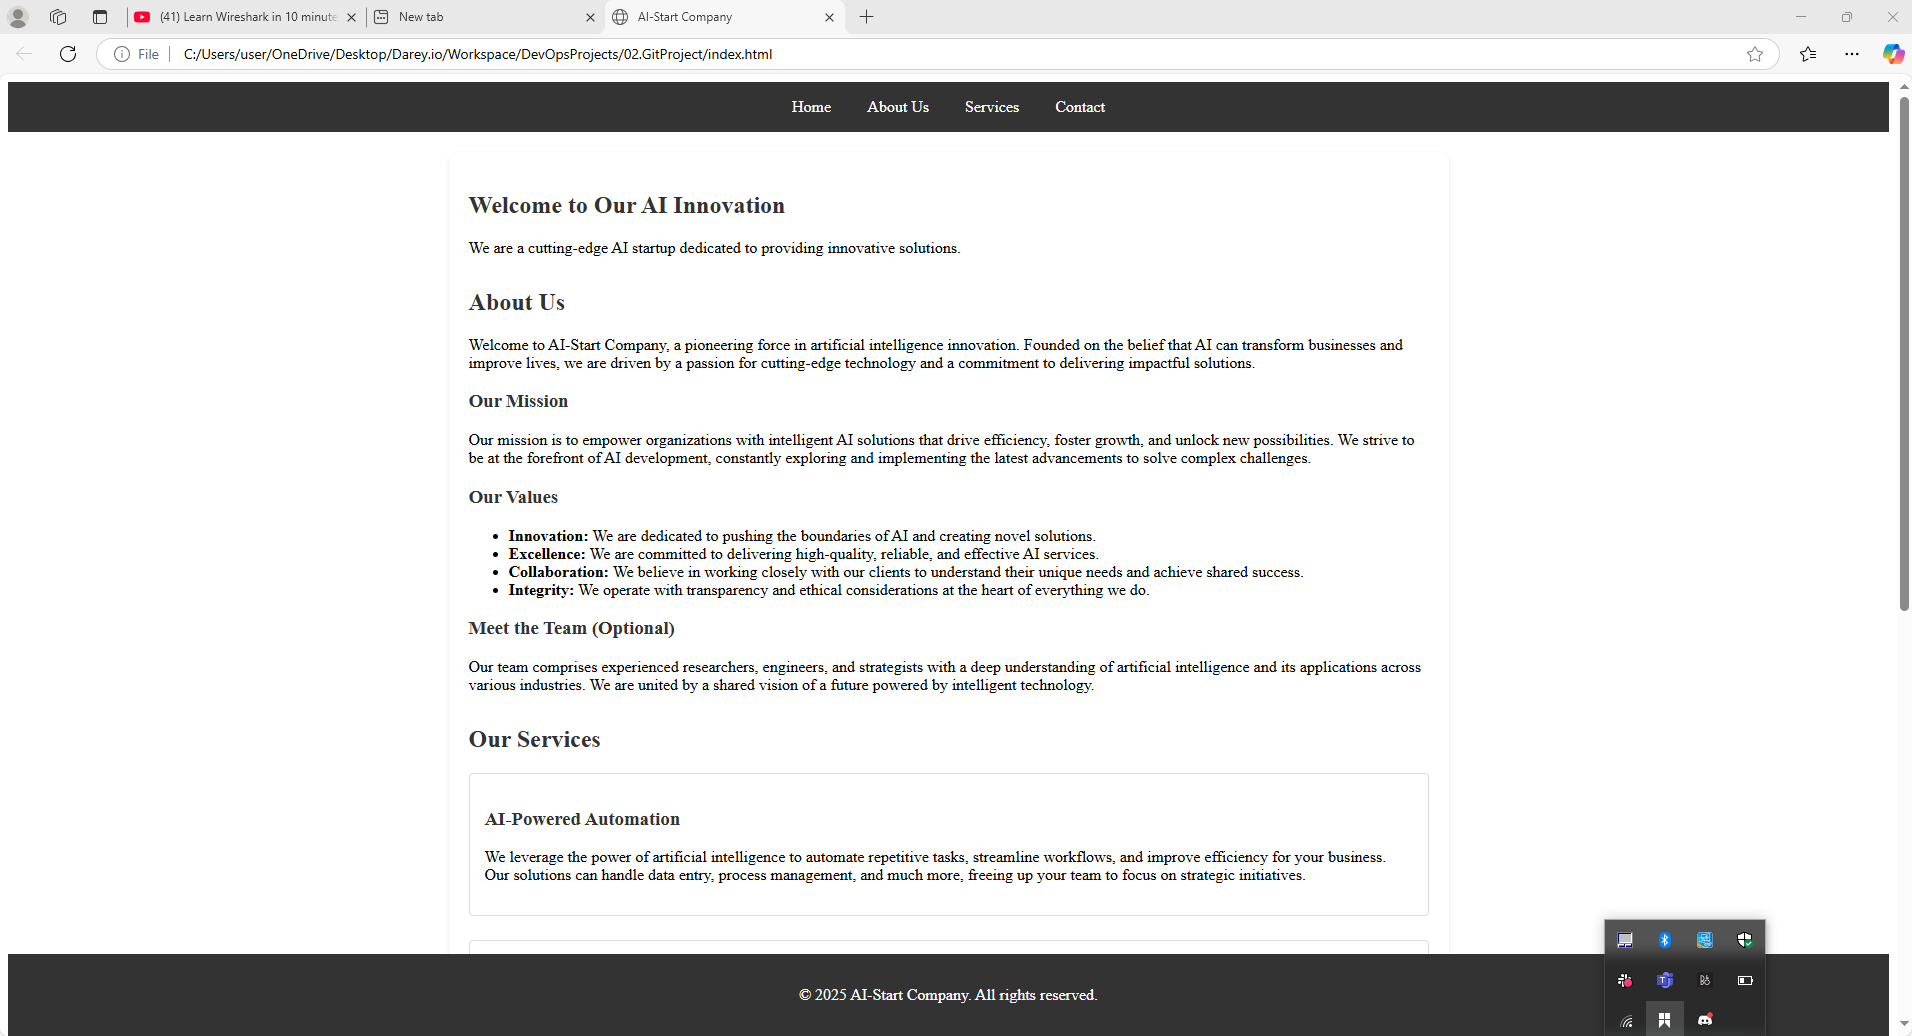 (41) Learn Wireshark in 10 minute
New tab
AI-Start Company
File
C:/Users/user/OneDrive/Desktop/Darey.io/Workspace/DevOpsProjects/02.GitProject/index.html
Home About Us Services Contact
Welcome to Our AI Innovation
We are a cutting-edge AI startup dedicated to providing innovative solutions.
About Us
Welcome to AI-Start Company, a pioneering force in artificial intelligence innovation. Founded on the belief that AI can transform businesses and
improve lives, we are driven by a passion for cutting-edge technology and a commitment to delivering impactful solutions.
Our Mission
Our mission is to empower organizations with intelligent AI solutions that drive efficiency, foster growth, and unlock new possibilities. We strive to
be at the forefront of AI development, constantly exploring and implementing the latest advancements to solve complex challenges.
Our Values
• Innovation: We are dedicated to pushing the boundaries of AI and creating novel solutions.
• Excellence: We are committed to delivering high-quality, reliable, and effective AI services.
• Collaboration: We believe in working closely with our clients to understand their unique needs and achieve shared success.
• Integrity: We operate with transparency and ethical considerations at the heart of everything we do.
Meet the Team (Optional)
Our team comprises experienced researchers, engineers, and strategists with a deep understanding of artificial intelligence and its applications across
various industries. We are united by a shared vision of a future powered by intelligent technology.
Our Services
AI-Powered Automation
We leverage the power of artificial intelligence to automate repetitive tasks, streamline workflows, and improve efficiency for your business.
Our solutions can handle data entry, process management, and much more, freeing up your team to focus on strategic initiatives.
© 2025 AI-Start Company. All rights reserved.